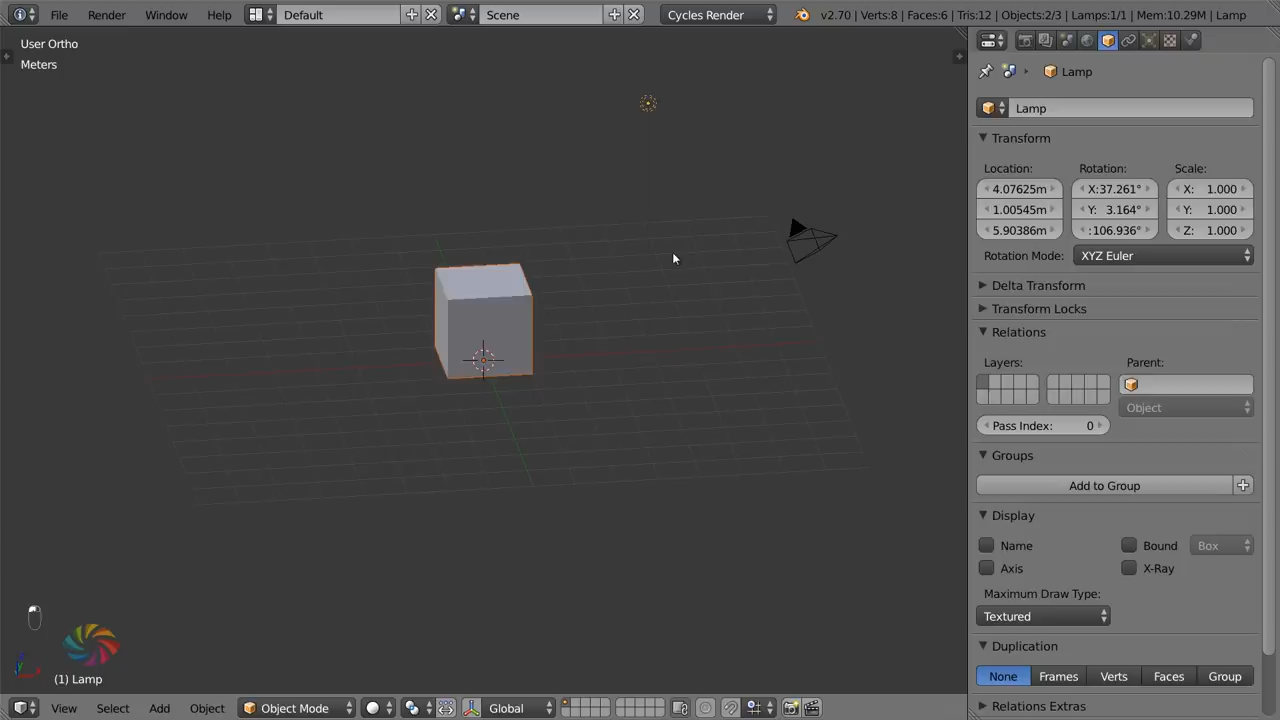 File Render Window Help Default Scene Cycles Render v2.70 | Verts:8 | Faces:6 | Tris:12 | Objects:2/3 | Lamps:1/1 | Mem:10.29M | Lamp
User Ortho
Meters
Lamp
Lamp
Transform
Location: Rotation: Scale:
4.07625m X:37.261° X: 1.000
1.00545m Y: 3.164° Y: 1.000
5.90386m :106.936° Z: 1.000
Rotation Mode: XYZ Euler
Delta Transform
Transform Locks
Relations
Layers: Parent:
Object
Pass Index: 0
Groups
Add to Group
Display
Name Bound Box
Axis X-Ray
Maximum Draw Type:
Textured
Duplication
None Frames Verts Faces Group
Relations Extras
(1) Lamp
View Select Add Object Object Mode Global